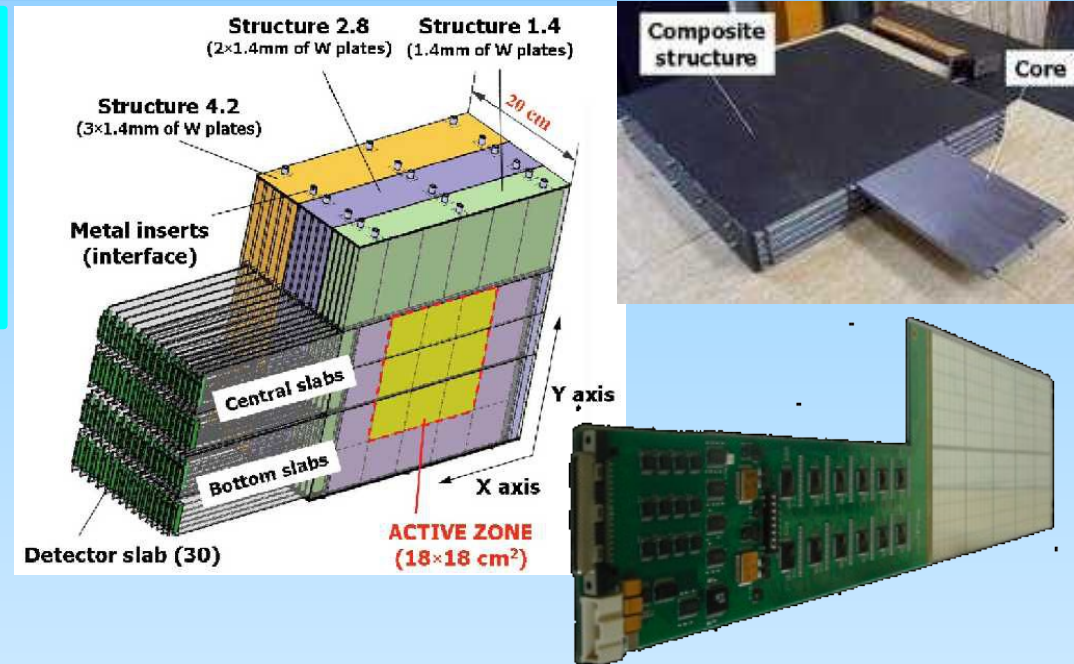 Structure 2.8
(2×1.4mm of W plates)
Structure 1.4
(1.4mm of W plates)
Structure 4.2
(3×1.4mm of W plates)
20 cm
Metal inserts
(interface)
Central slabs
Bottom slabs
Y axis
X axis
Detector slab (30)
ACTIVE ZONE
(18×18 cm²)
Composite
structure
Core